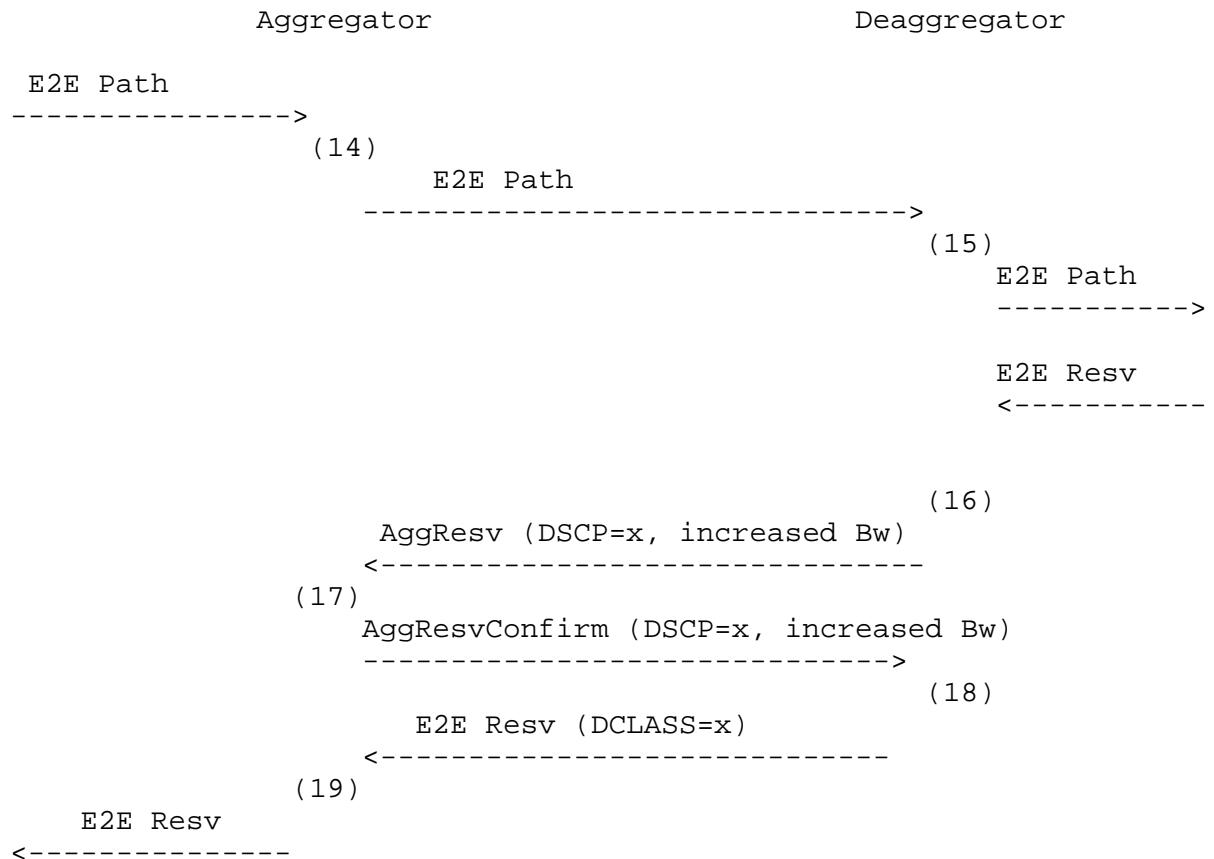 Aggregator Deaggregator
E2E Path
---------------->
(14)
E2E Path
------------------------------->
(15)
E2E Path
----------->
E2E Resv
<-----------
(16)
AggResv (DSCP=x, increased Bw)
<-------------------------------
(17)
AggResvConfirm (DSCP=x, increased Bw)
------------------------------>
(18)
E2E Resv (DCLASS=x)
<-----------------------------
(19)
E2E Resv
<---------------